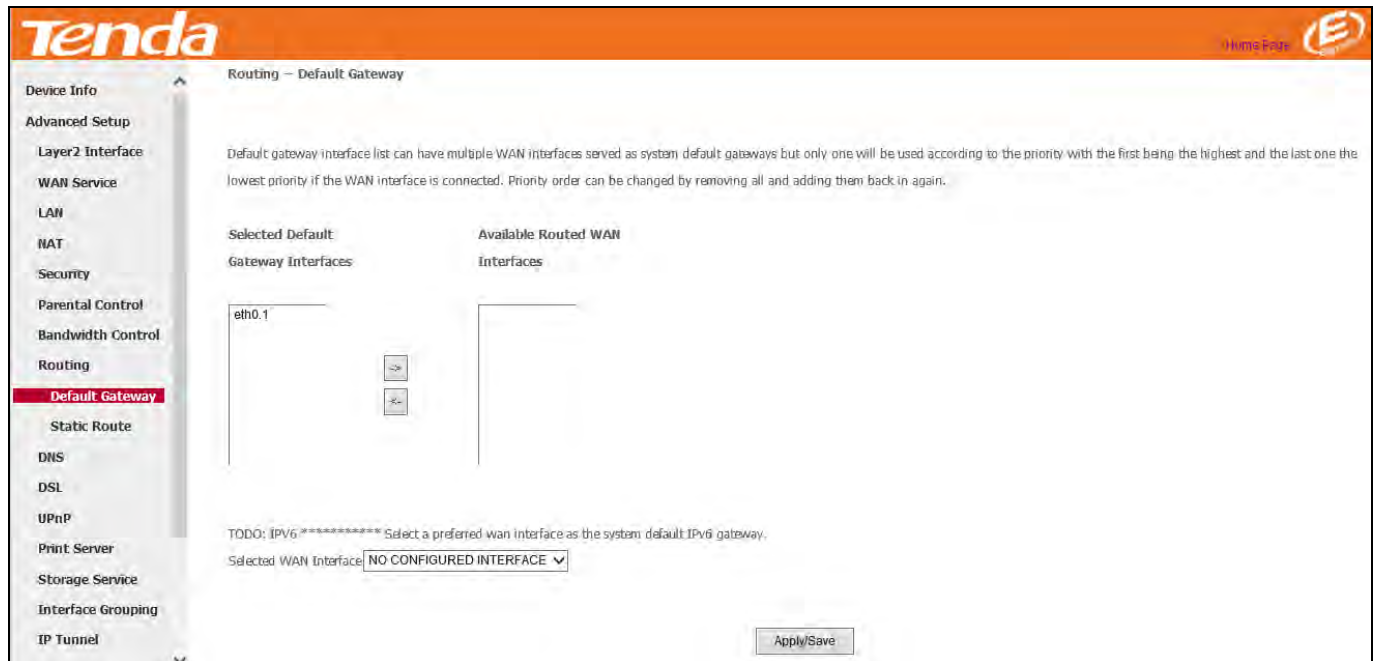 Tenda
Home Page
Device Info
Advanced Setup
Layer2 Interface
WAN Service
LAN
NAT
Security
Parental Control
Bandwidth Control
Routing
Default Gateway
Static Route
DNS
DSL
UPnP
Print Server
Storage Service
Interface Grouping
IP Tunnel
Routing -- Default Gateway
Default gateway interface list can have multiple WAN interfaces served as system default gateways but only one will be used according to the priority with the first being the highest and the last one the
lowest priority if the WAN interface is connected. Priority order can be changed by removing all and adding them back in again.
Selected Default
Gateway Interfaces
Available Routed WAN
Interfaces
eth0.1
->
<-
TODO: IPV6 *********** Select a preferred wan interface as the system default IPv6 gateway.
Selected WAN Interface NO CONFIGURED INTERFACE
Apply/Save